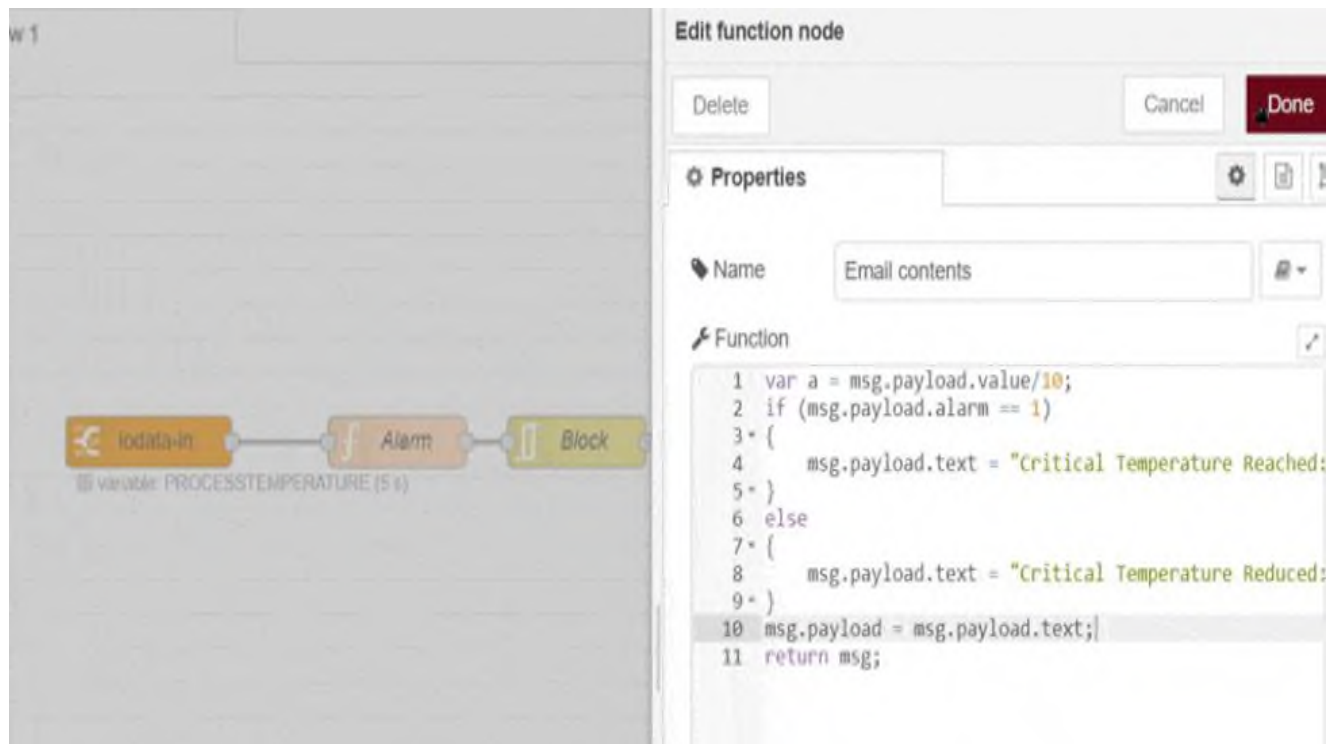 w 1
Edit function node
Delete
Cancel
Done
Properties
Name
Email contents
Function
1 var a = msg.payload.value/10;
2 if (msg.payload.alarm == 1)
3 {
4 msg.payload.text = "Critical Temperature Reached:
5 }
6 else
7 {
8 msg.payload.text = "Critical Temperature Reduced:
9 }
10 msg.payload = msg.payload.text;
11 return msg;
iodata-in
Alarm
Block
variable: PROCESSTEMPERATURE (5 s)